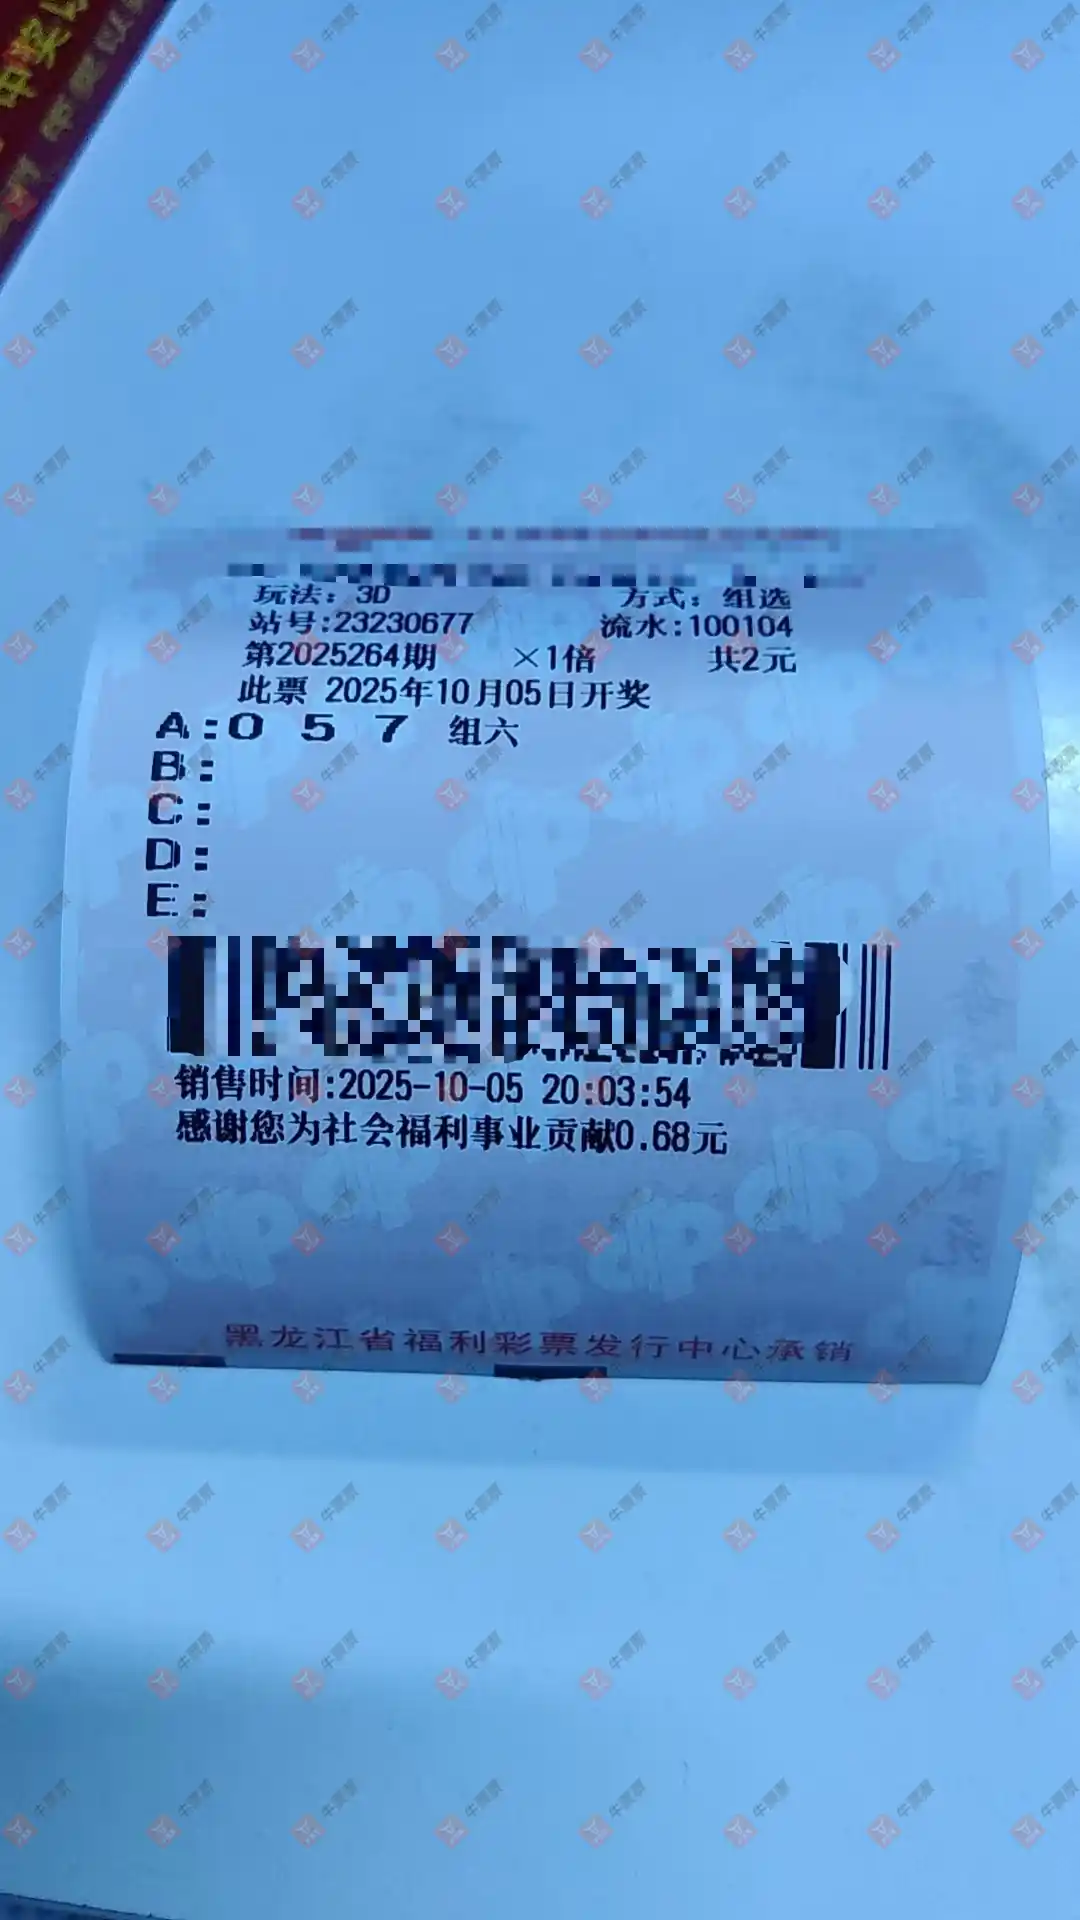 玩法：3D 方式：组选
站号:23230677 流水:100104
第2025264期 ×1倍 共2元
此票 2025年10月05日开奖
A:0 5 7 组六
B:
C:
D:
E:
销售时间:2025-10-05 20:03:54
感谢您为社会福利事业贡献0.68元
黑龙江省福利彩票发行中心承销
牛票票